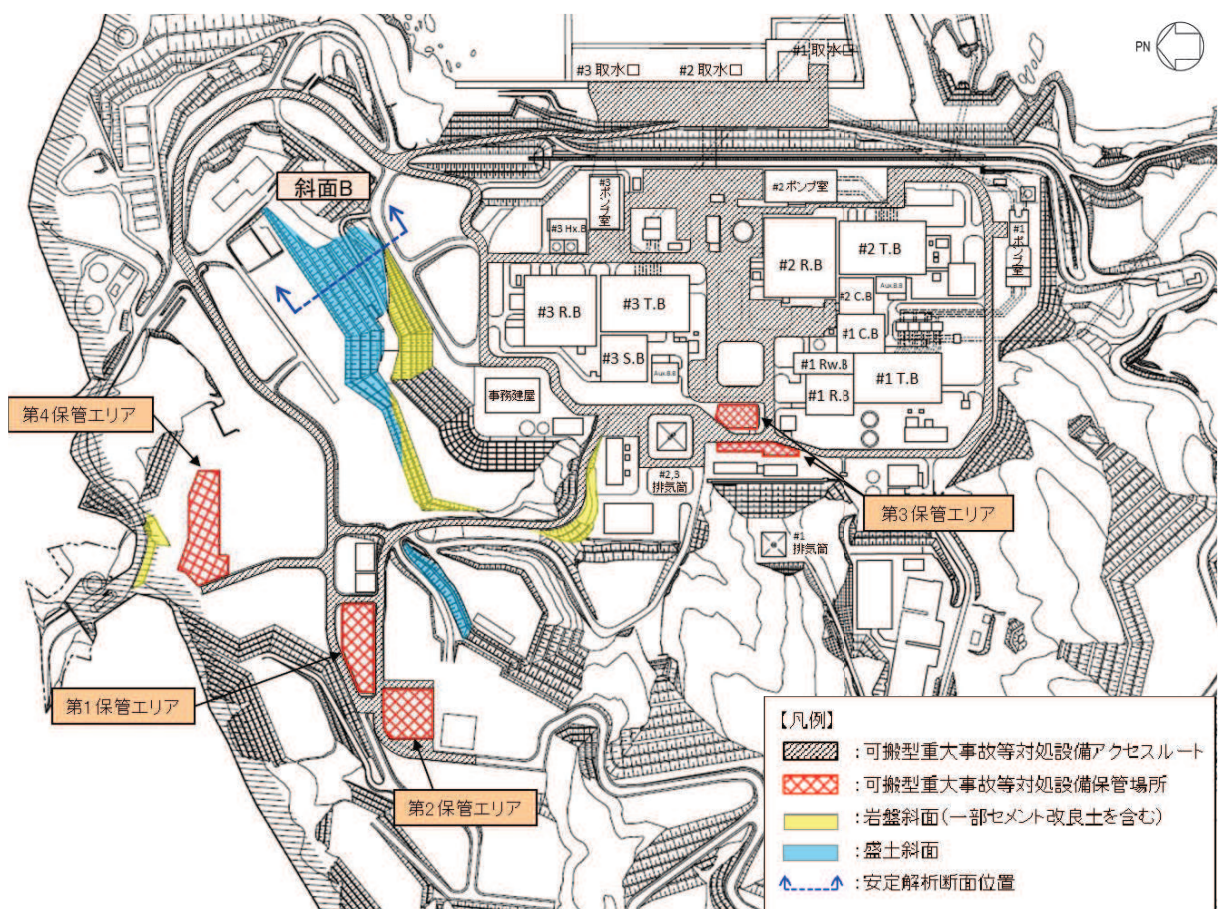 PN
#1 取水口
#3 取水口
#2 取水口
斜面B
#3 ポンプ室
#2 ポンプ室
#1 ポンプ室
#3 Hx.B
#2 R.B
#2 T.B
Aux.B.B
#2 C.B
#3 R.B
#3 T.B
#1 C.B
#3 S.B
Aux.B.B
#1 Rw.B
#1 T.B
#1 R.B
事務建屋
第4保管エリア
#2,3
排気筒
第3保管エリア
#1
排気筒
第1保管エリア
第2保管エリア
【凡例】
:可搬型重大事故等対処設備アクセスルート
:可搬型重大事故等対処設備保管場所
:岩盤斜面(一部セメント改良土を含む)
:盛土斜面
:安定解析断面位置